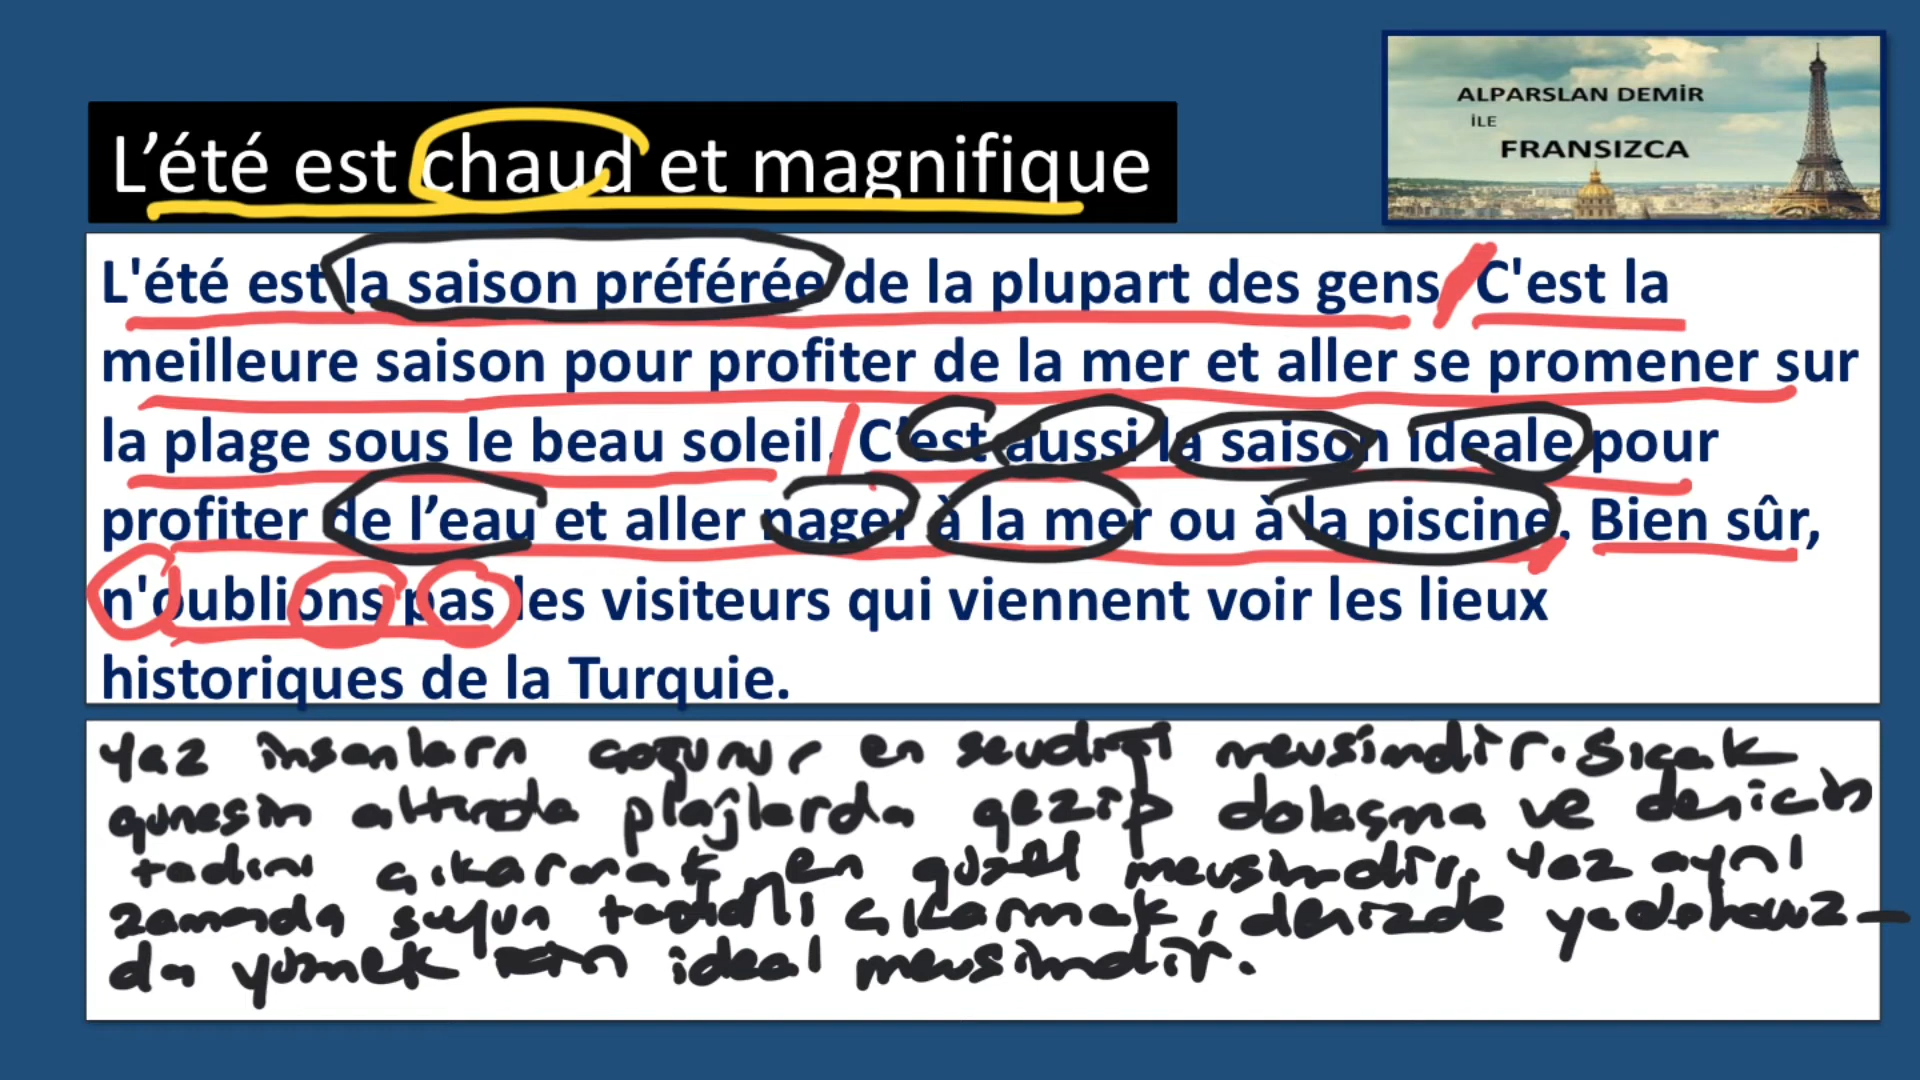 ALPARSLAN DEMİR
İLE
FRANSIZCA
L’été est chaud et magnifique
L'été est la saison préférée de la plupart des gens. C'est la
meilleure saison pour profiter de la mer et aller se promener sur
la plage sous le beau soleil. C’est aussi la saison ideale pour
profiter de l’eau et aller nager à la mer ou à la piscine. Bien sûr,
n'oublions pas les visiteurs qui viennent voir les lieux
historiques de la Turquie.
Yaz insanların çoğunun en sevdiği mevsimdir. Sıcak
güneşin altında plajlarda gezip dolaşma ve denizin
tadını çıkarmak en güzel mevsimdir. Yaz aynı
zamanda suyun tadını çıkarmak, denizde yada havuz-
da yüzmek için ideal mevsimdir.